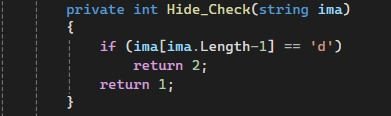 private int Hide_Check(string ima)
{
if (ima[ima.Length-1] == 'd')
return 2;
return 1;
}